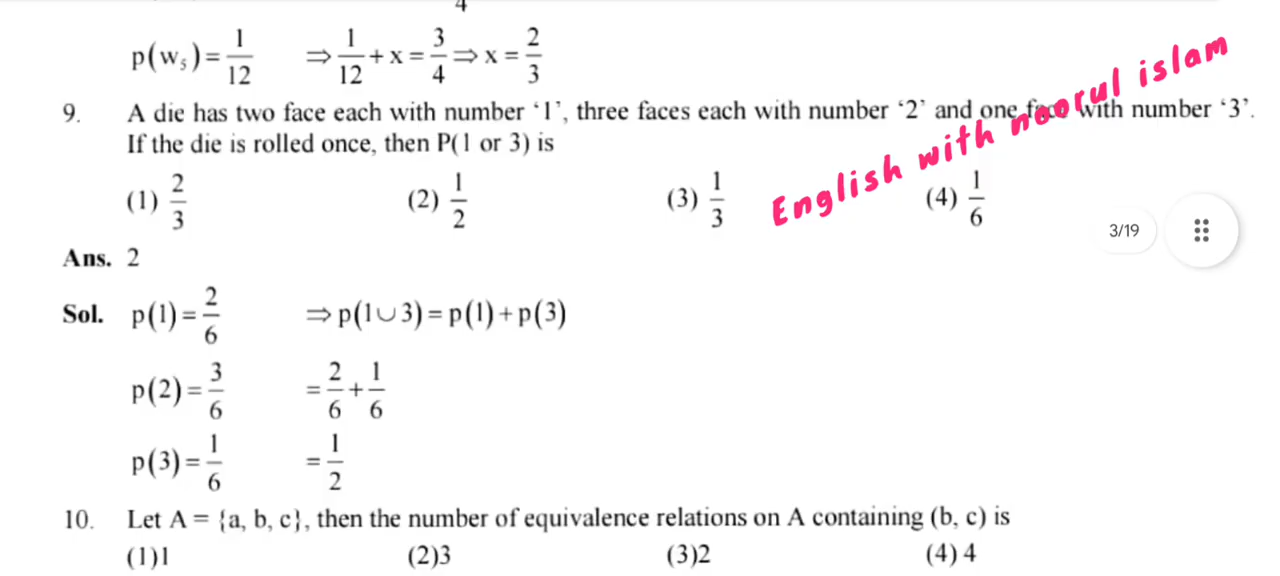 4
p(w₅) = 1/12 ⇒ 1/12 + x = 3/4 ⇒ x = 2/3
9. A die has two face each with number ‘1’, three faces each with number ‘2’ and one face with number ‘3’.
If the die is rolled once, then P(1 or 3) is
(1) 2/3 (2) 1/2 (3) 1/3 (4) 1/6
English with noorul islam
3/19
Ans. 2
Sol. p(1) = 2/6 ⇒ p(1∪3) = p(1) + p(3)
p(2) = 3/6 = 2/6 + 1/6
p(3) = 1/6 = 1/2
10. Let A = {a, b, c}, then the number of equivalence relations on A containing (b, c) is
(1)1 (2)3 (3)2 (4) 4